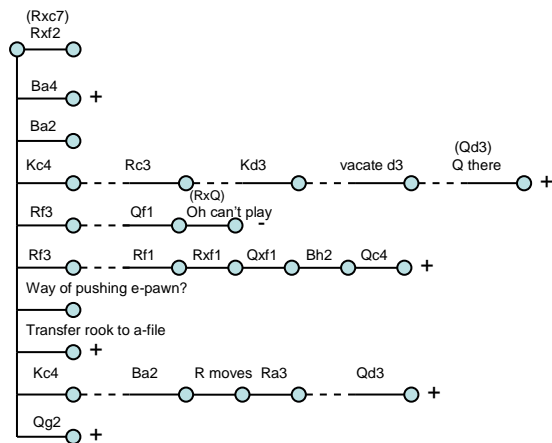 (Rxc7)
Rxf2
Ba4 +
Ba2
(Qd3)
Kc4 Rc3 Kd3 vacate d3 Q there +
(RxQ)
Rf3 Qf1 Oh can't play -
Rf3 Rf1 Rxf1 Qxf1 Bh2 Qc4 +
Way of pushing e-pawn?
Transfer rook to a-file +
Kc4 Ba2 R moves Ra3 Qd3 +
Qg2 +